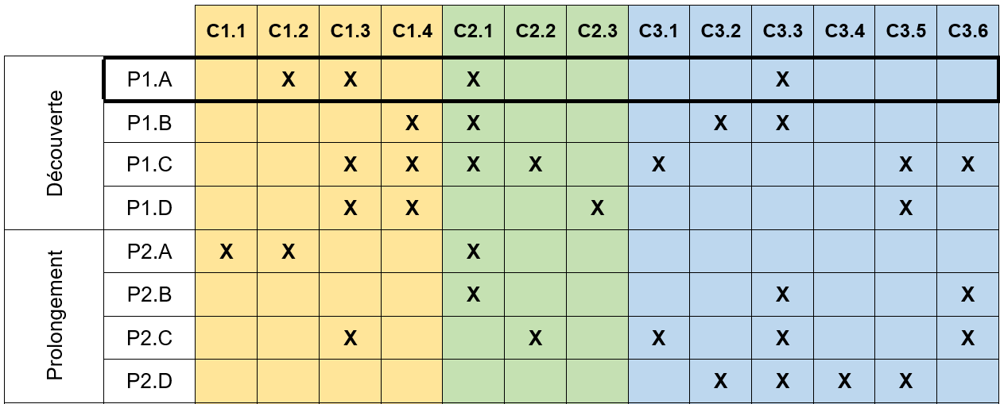 C1.1 C1.2 C1.3 C1.4 C2.1 C2.2 C2.3 C3.1 C3.2 C3.3 C3.4 C3.5 C3.6
Découverte
P1.A X X X X
P1.B X X X X
P1.C X X X X X X X
P1.D X X X X
Prolongement
P2.A X X X
P2.B X X X
P2.C X X X X X
P2.D X X X X